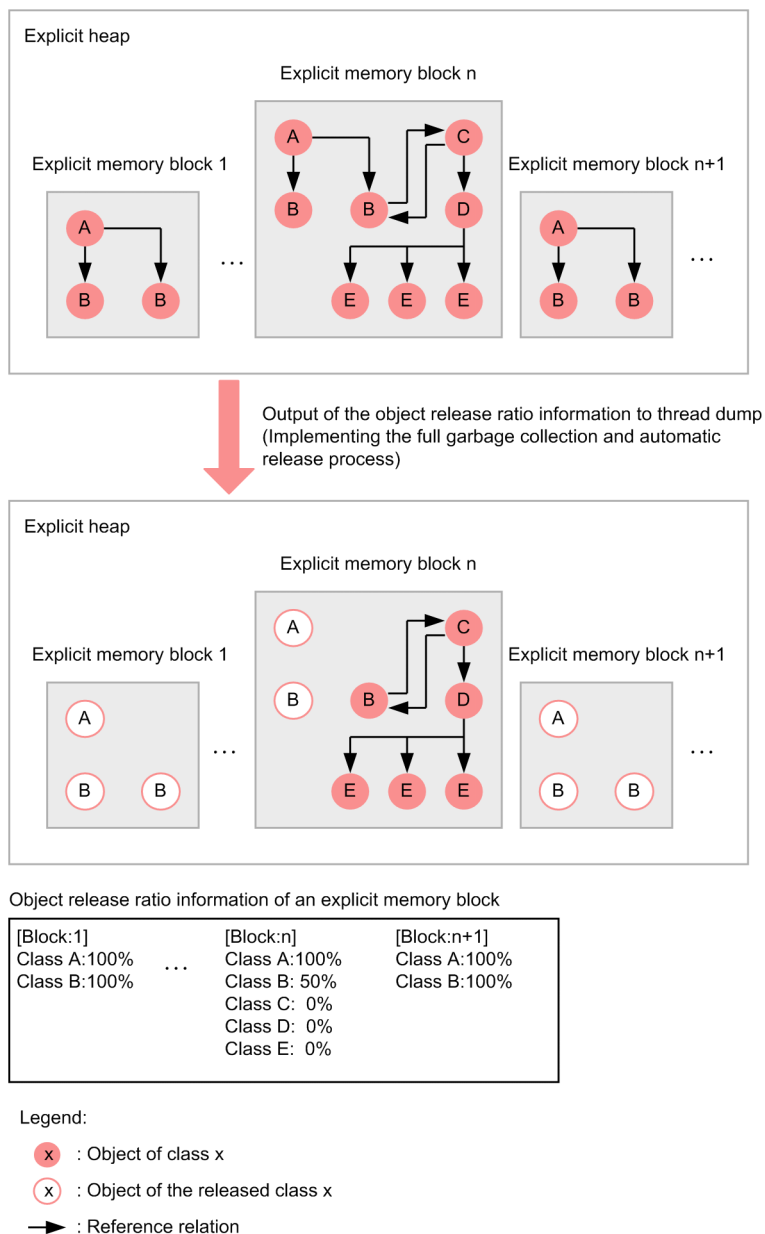 Explicit heap
Explicit memory block n
Explicit memory block 1
Explicit memory block n+1
A
C
B
B
D
E
E
E
A
B
B
...
A
B
B
...
Output of the object release ratio information to thread dump
(Implementing the full garbage collection and automatic
release process)
Explicit heap
Explicit memory block n
Explicit memory block 1
Explicit memory block n+1
A
C
B
B
D
E
E
E
A
B
B
...
A
B
B
...
Object release ratio information of an explicit memory block
[Block:1]
Class A:100%
Class B:100%
...
[Block:n]
Class A:100%
Class B: 50%
Class C:  0%
Class D:  0%
Class E:  0%
[Block:n+1]
Class A:100%
Class B:100%
Legend:
x : Object of class x
x : Object of the released class x
: Reference relation